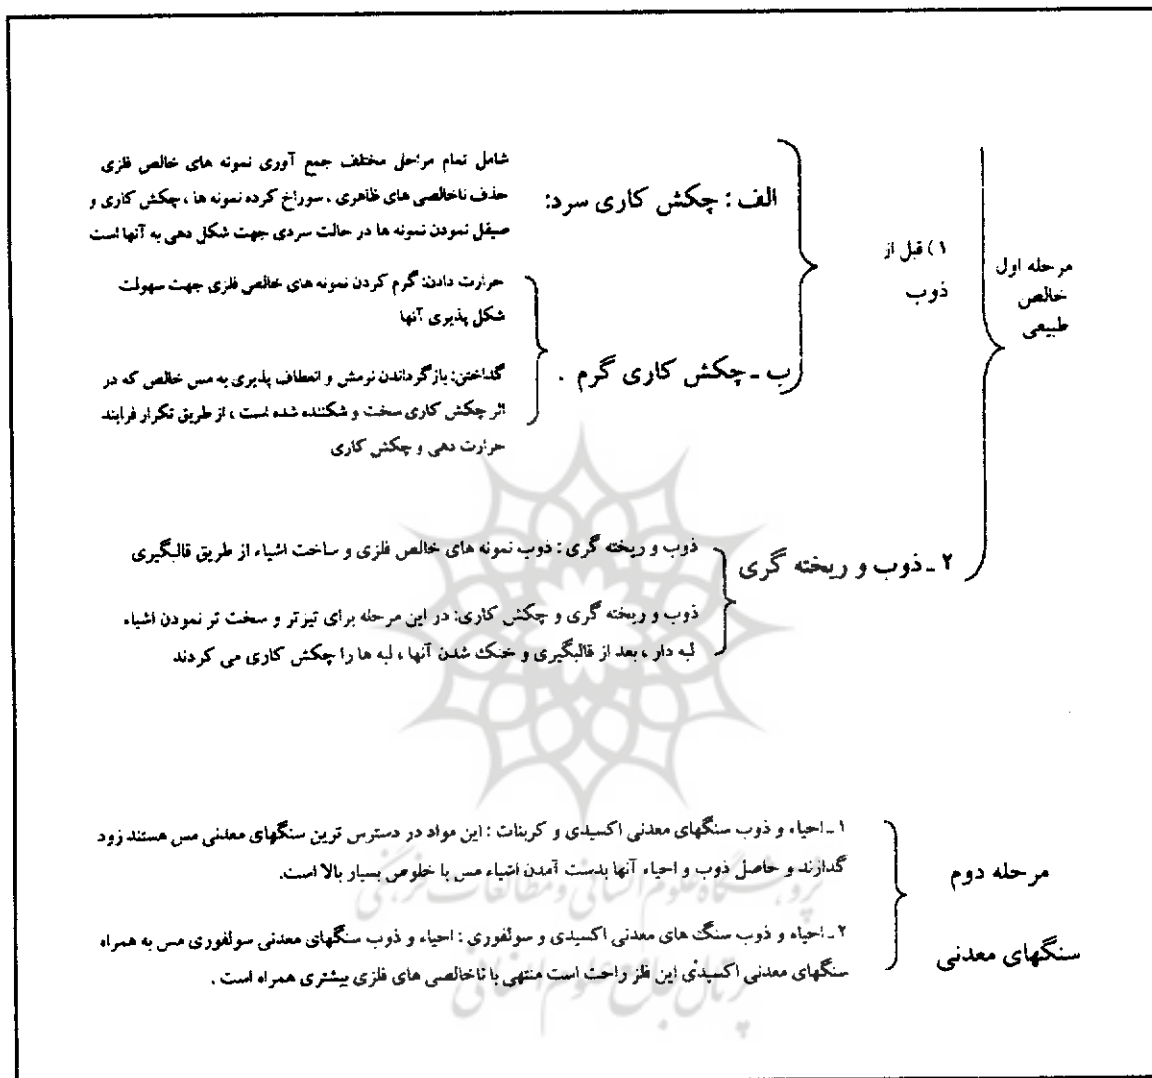 مرحله اول
خالص
طبیعی
۱) قبل از
ذوب
الف : چکش کاری سرد:
شامل تمام مراحل مختلف جمع آوری نمونه های خالص فلزی
حذف ناخالصی های ظاهری ، سوراخ کرده نمونه ها ، چکش کاری و
صیقل نمودن نمونه ها در حالت سردی جهت شکل دهی به آنها است
ب ـ چکش کاری گرم .
حرارت دادن: گرم کردن نمونه های خالص فلزی جهت سهولت
شکل پذیری آنها
گداختن: بازگرداندن نرمش و انعطاف پذیری به مس خالص که در
اثر چکش کاری سخت و شکننده شده است ، از طریق تکرار فرایند
حرارت دهی و چکش کاری
۲ ـ ذوب و ریخته گری
ذوب و ریخته گری : ذوب نمونه های خالص فلزی و ساخت اشیاء از طریق قالبگیری
ذوب و ریخته گری و چکش کاری: در این مرحله برای تیزتر و سخت تر نمودن اشیاء
لبه دار ، بعد از قالبگیری و خنک شدن آنها ، لبه ها را چکش کاری می کردند
مرحله دوم
سنگهای معدنی
۱ ـ احیاء و ذوب سنگهای معدنی اکسیدی و کربنات : این مواد در دسترس ترین سنگهای معدنی مس هستند زود
گدازند و حاصل ذوب و احیاء آنها بدست آمدن اشیاء مس با خلوص بسیار بالا است.
۲ ـ احیاء و ذوب سنگ های معدنی اکسیدی و سولفوری : احیاء و ذوب سنگهای معدنی سولفوری مس به همراه
سنگهای معدنی اکسیدی این فلز راحت است منتهی با ناخالصی های فلزی بیشتری همراه است .
پژوهشگاه علوم انسانی و مطالعات فرهنگی
پرتال جامع علوم انسانی